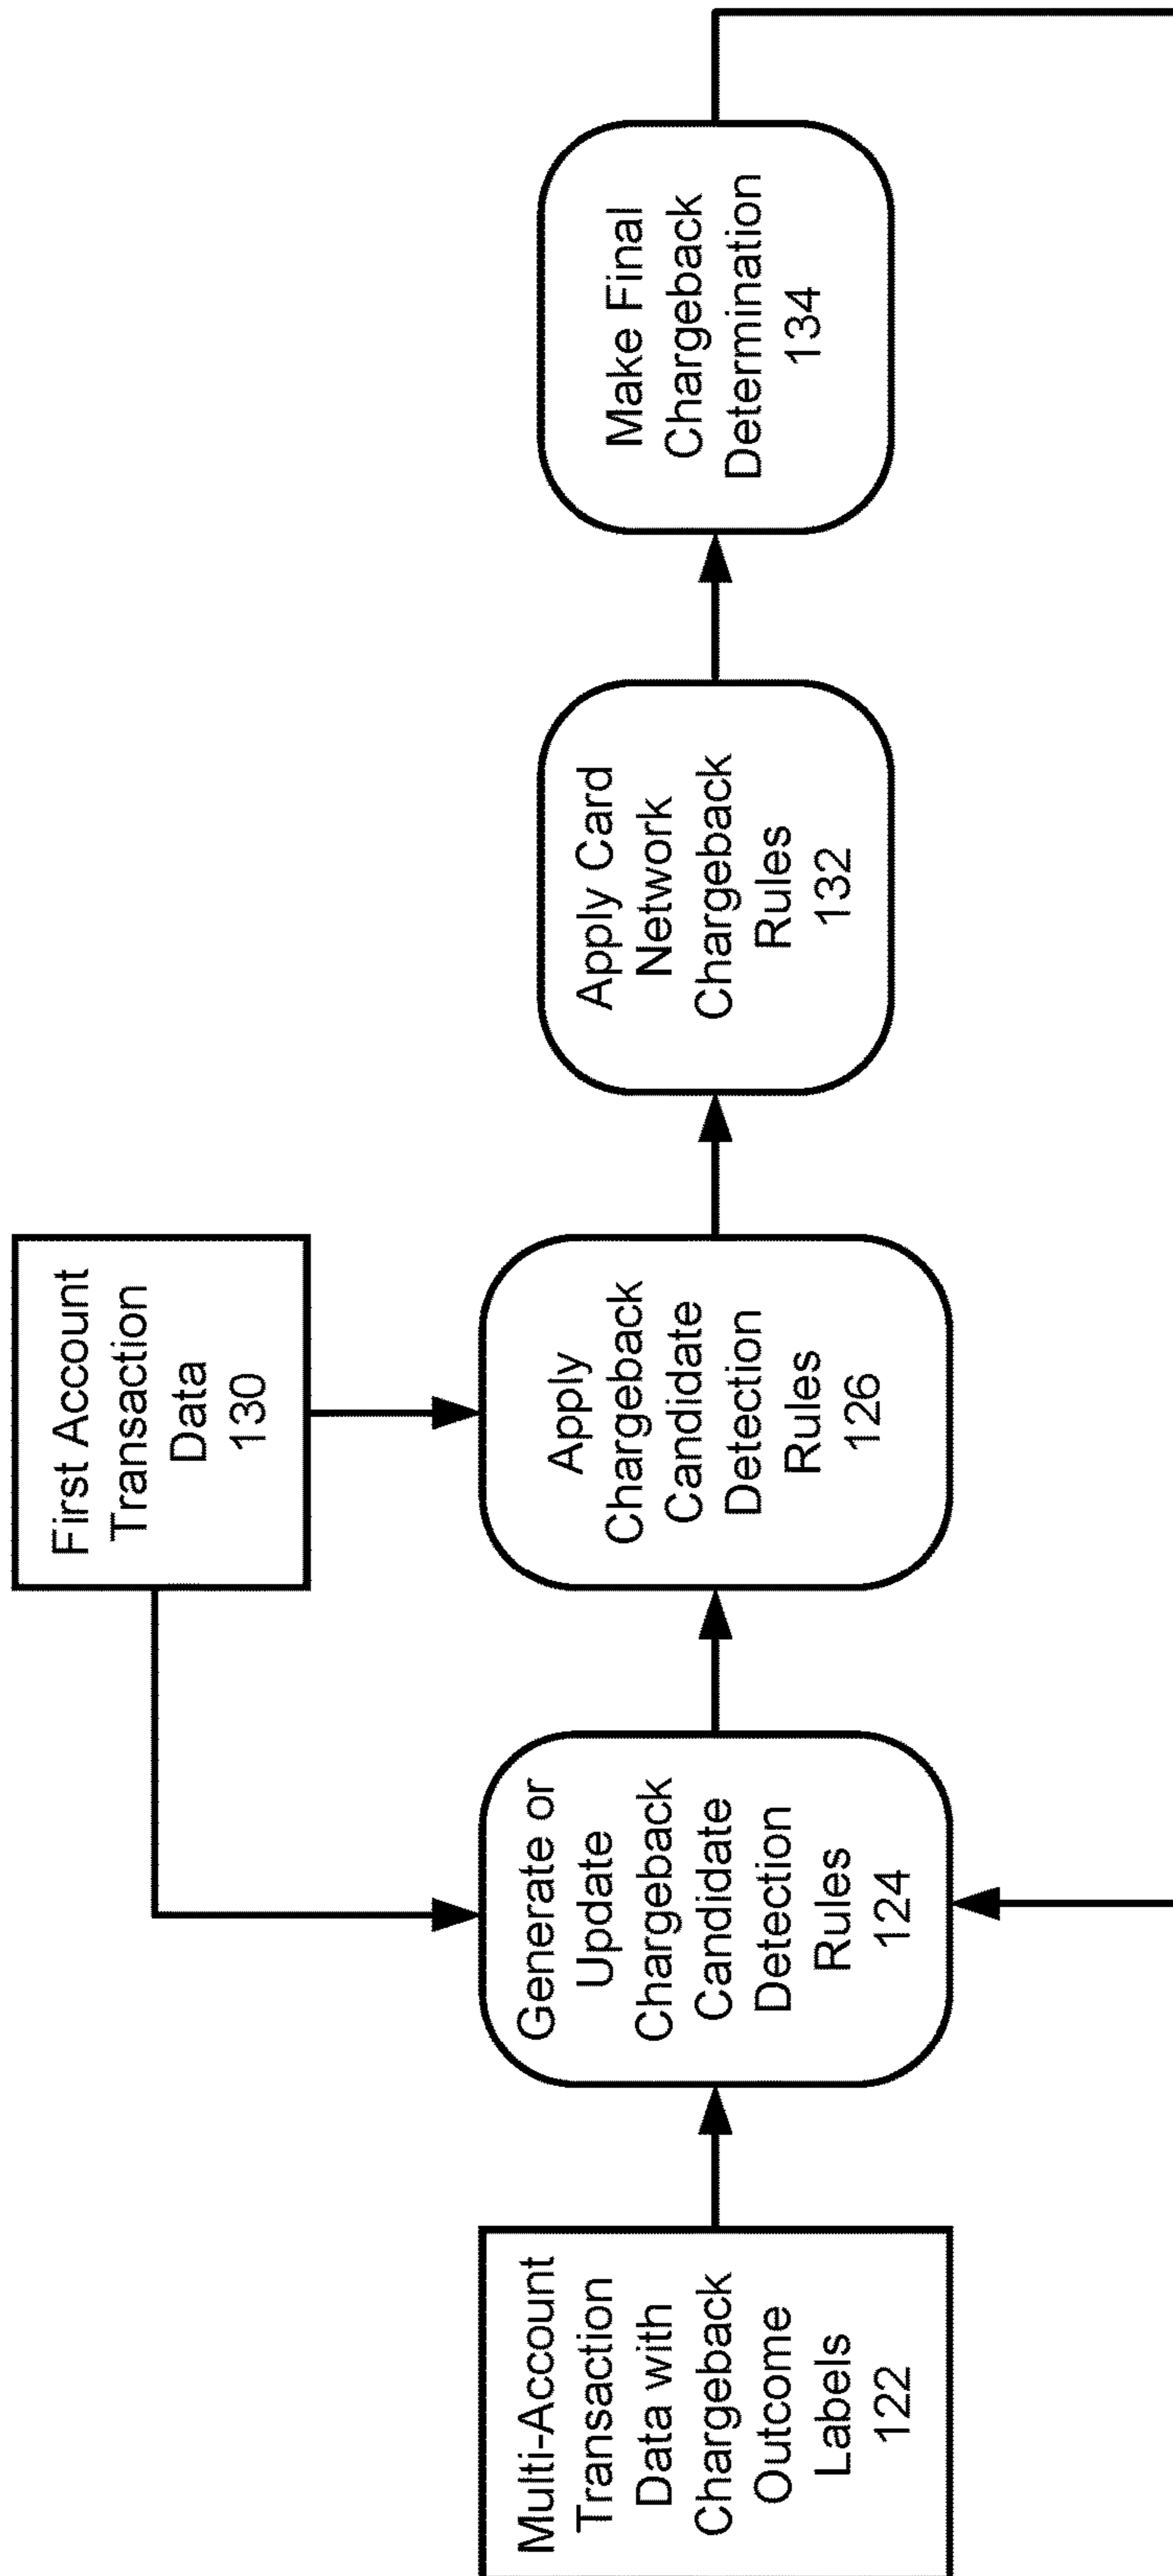 First Account
Transaction
Data
130
Multi-Account
Transaction
Data with
Chargeback
Outcome
Labels
122
Generate or
Update
Chargeback
Candidate
Detection
Rules
124
Apply
Chargeback
Candidate
Detection
Rules
126
Apply Card
Network
Chargeback
Rules
132
Make Final
Chargeback
Determination
134